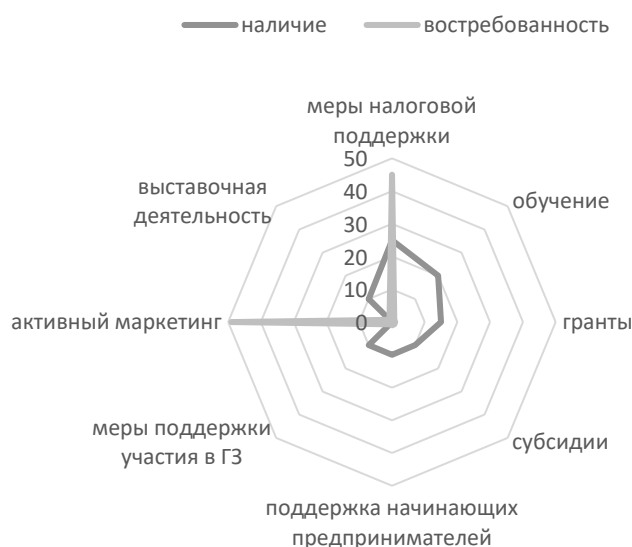 наличие
востребованность
меры налоговой
поддержки
50
40
30
20
10
0
обучение
гранты
субсидии
поддержка начинающих
предпринимателей
меры поддержки
участия в ГЗ
активный маркетинг
выставочная
деятельность